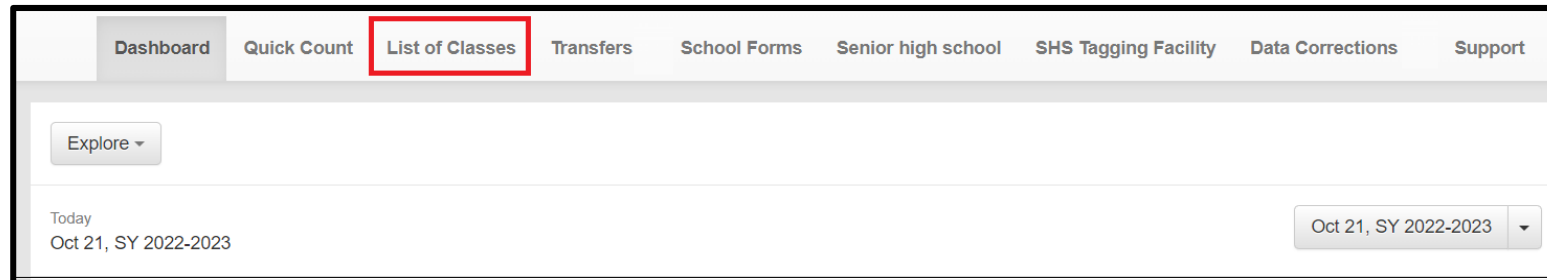 Dashboard Quick Count List of Classes Transfers School Forms Senior high school SHS Tagging Facility Data Corrections Support
Explore
Today
Oct 21, SY 2022-2023
Oct 21, SY 2022-2023